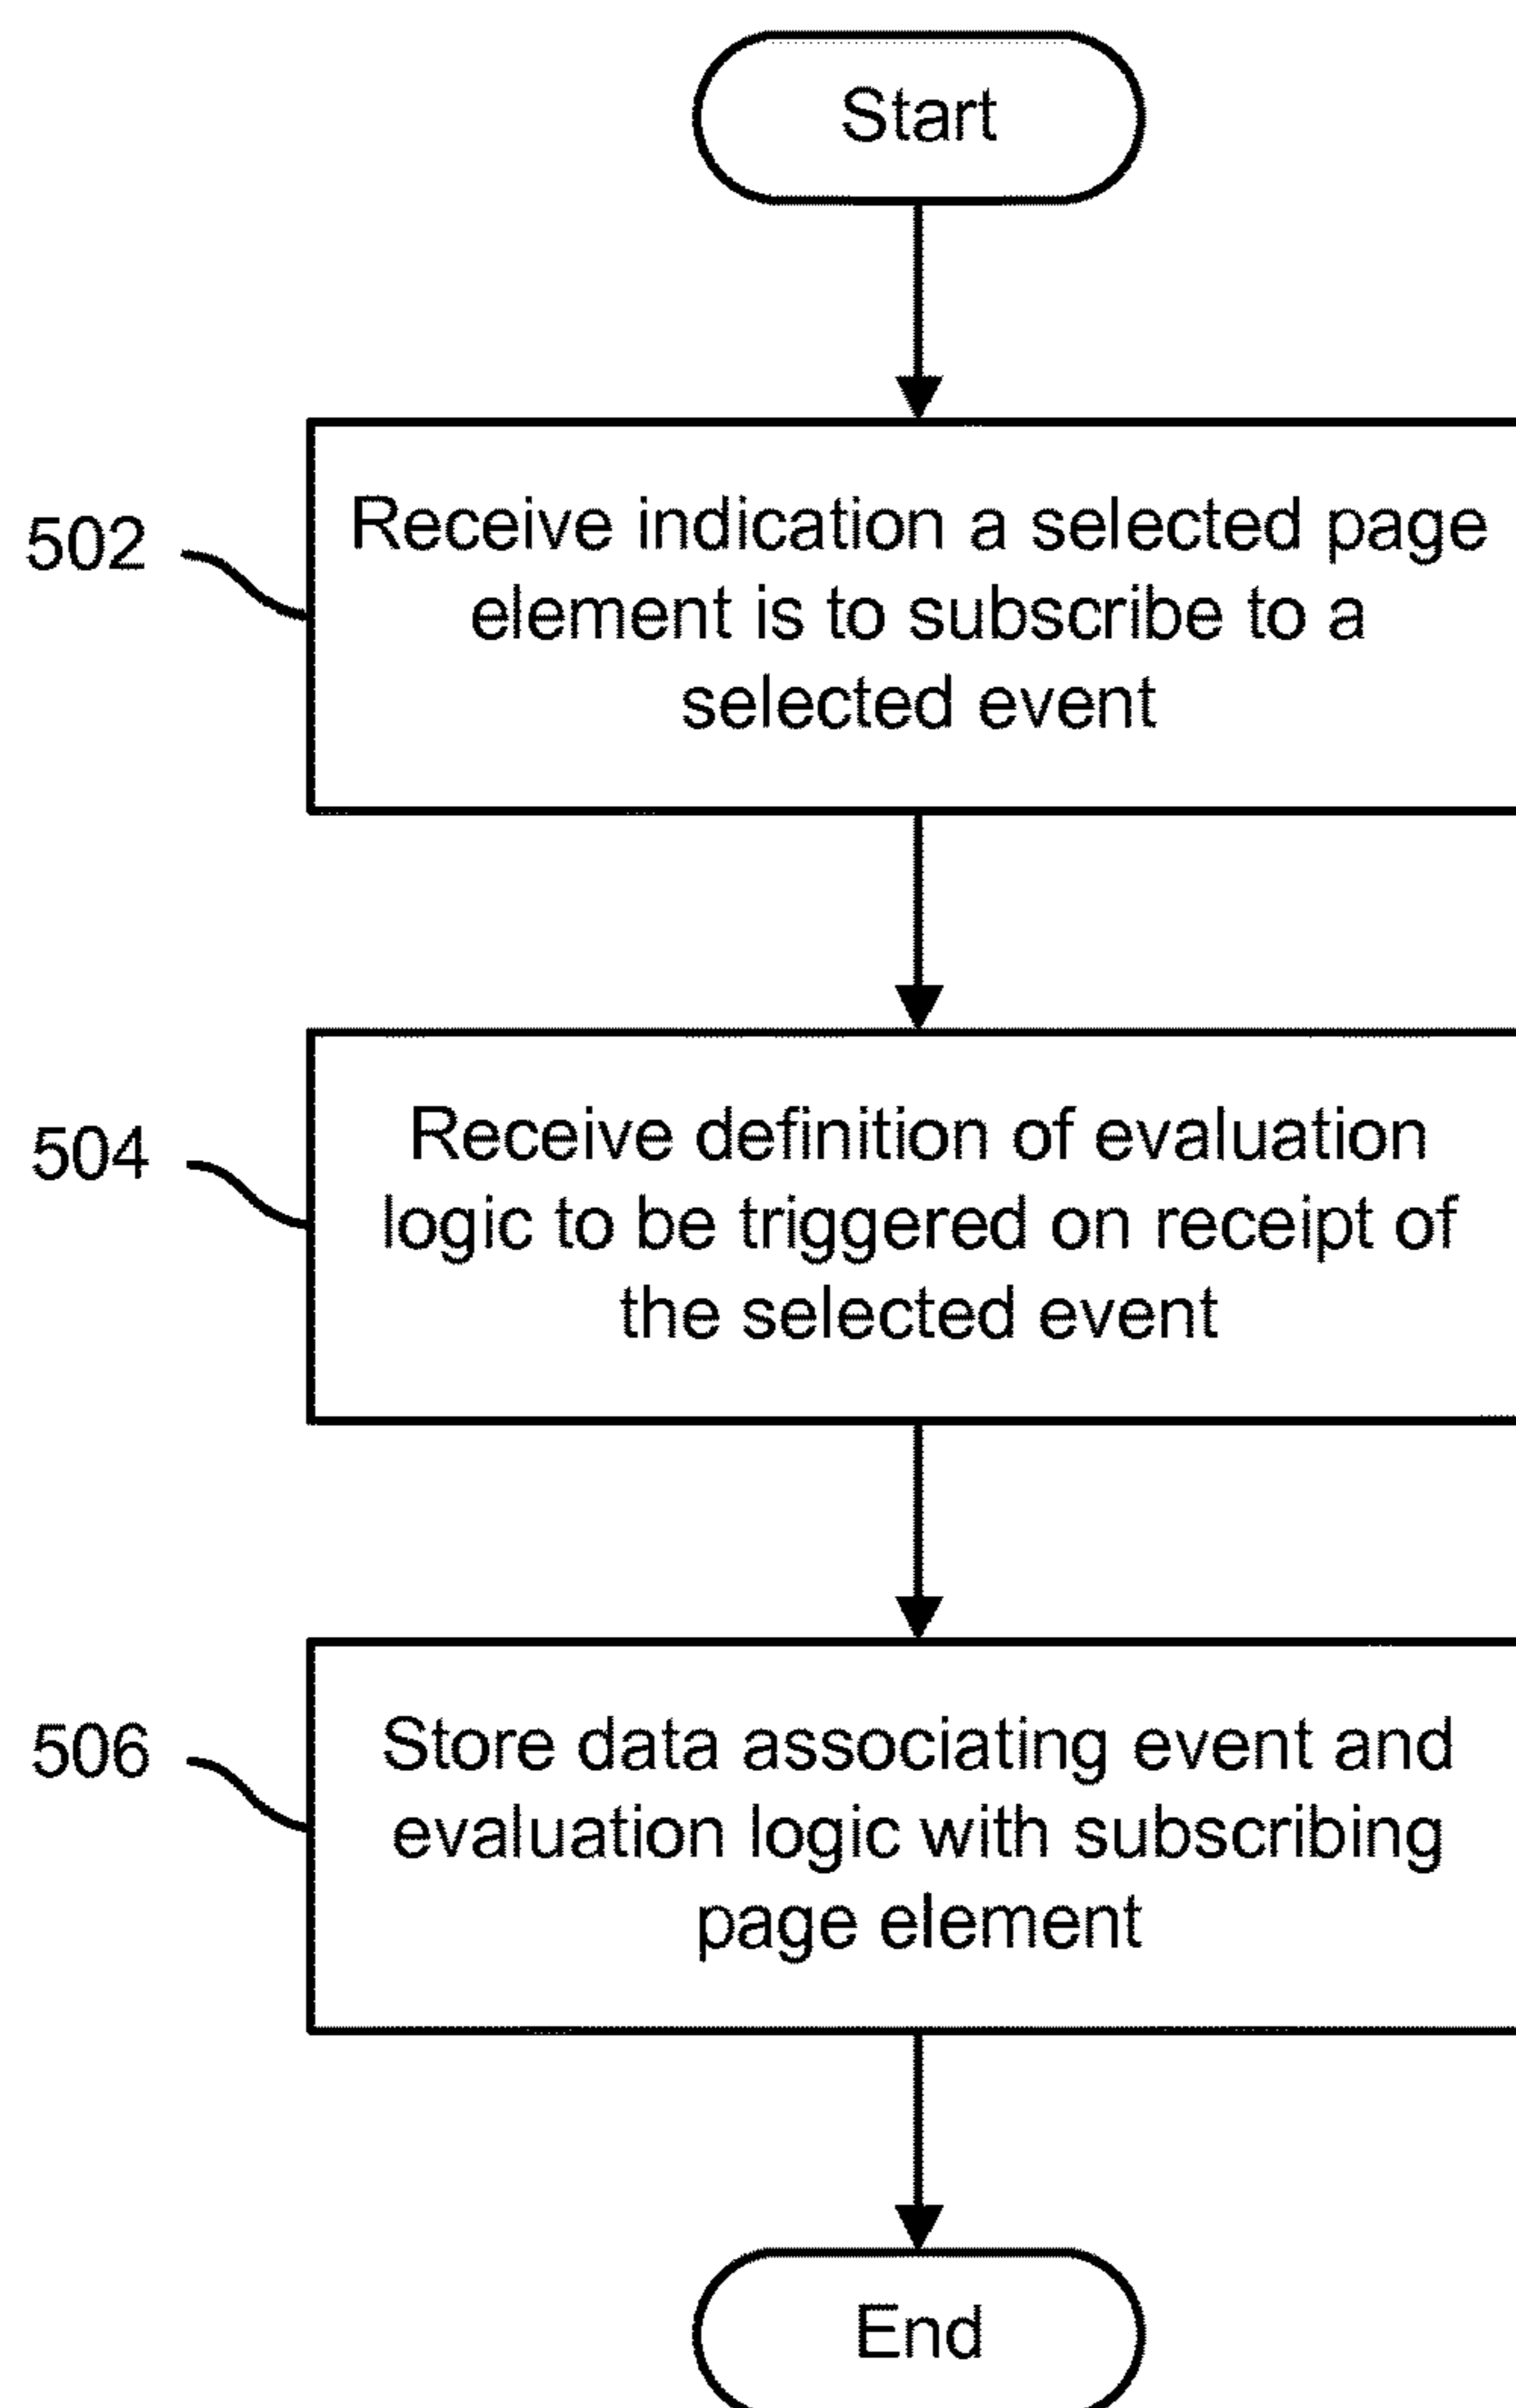 Start
502
Receive indication a selected page
element is to subscribe to a
selected event
504
Receive definition of evaluation
logic to be triggered on receipt of
the selected event
506
Store data associating event and
evaluation logic with subscribing
page element
End